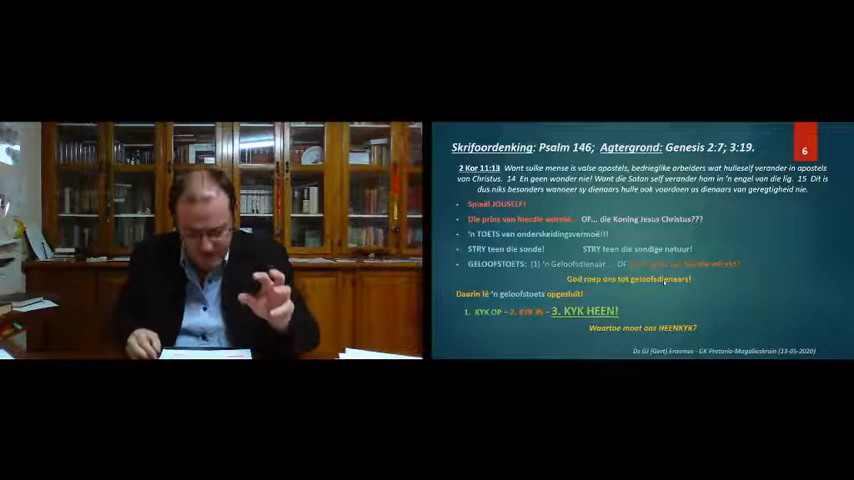 Skrifoordenking: Psalm 146; Agtergrond: Genesis 2:7; 3:19.
6
2 Kor 11:13 Want sulke mense is valse apostels, bedrieglike arbeiders wat hulleself verander in apostels
van Christus. 14 En geen wonder nie! Want die Satan self verander hom in 'n engel van die lig. 15 Dit is
dus niks besonders wanneer sy dienaars hulle ook voordoen as dienaars van geregtigheid nie.
• Spieël JOUSELF!
• Die prins van hierdie wêreld... OF... die Koning Jesus Christus???
• 'n TOETS van onderskeidingsvermoë!!!
• STRY teen die sonde! STRY teen die sondige natuur!
• GELOOFSTOETS: (1) 'n Geloofsdienaar... OF prins van hierdie wêreld?
God roep ons tot geloofsdienaars!
Daarin lê 'n geloofstoets opgesluit!
1. KYK OP – 2. KYK IN – 3. KYK HEEN!
Waartoe moet ons HEENKYK?
Ds GJ (Gert) Erasmus - GK Pretoria-Magalieskruin (13-05-2020)